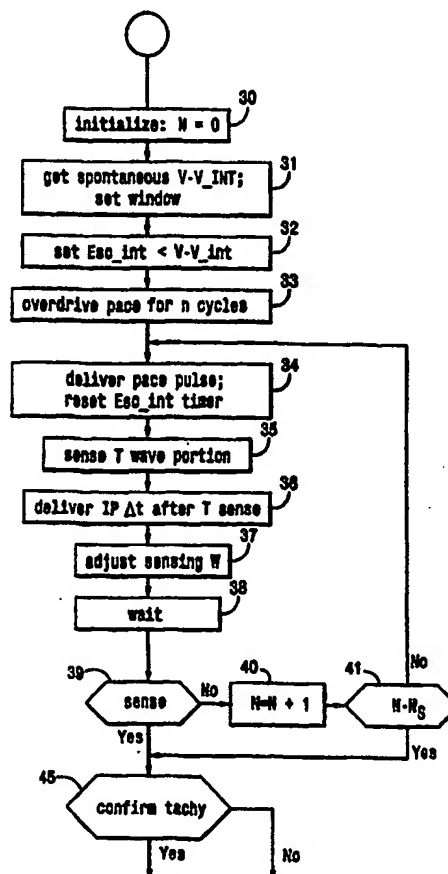 30
initialize: N = 0
31
get spontaneous V-V_INT;
set window
32
set Esc_int < V-V_int
33
overdrive pace for n cycles
34
deliver pace pulse;
reset Esc_int timer
35
sense T wave portion
36
deliver IP Δt after T sense
37
adjust sensing W
38
wait
39
sense
No
40
N=N + 1
41
N-N_S
No
Yes
Yes
45
confirm tachy
Yes
No